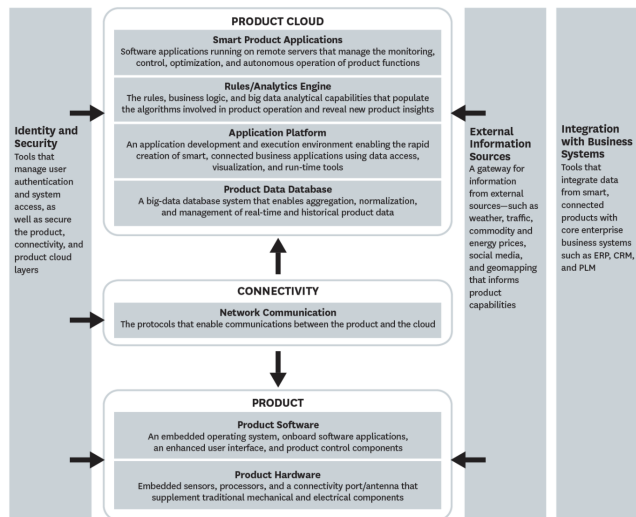 PRODUCT CLOUD
Smart Product Applications
Software applications running on remote servers that manage the monitoring,
control, optimization, and autonomous operation of product functions
Rules/Analytics Engine
The rules, business logic, and big data analytical capabilities that populate
the algorithms involved in product operation and reveal new product insights
Application Platform
An application development and execution environment enabling the rapid
creation of smart, connected business applications using data access,
visualization, and run-time tools
Product Data Database
A big-data database system that enables aggregation, normalization,
and management of real-time and historical product data
CONNECTIVITY
Network Communication
The protocols that enable communications between the product and the cloud
PRODUCT
Product Software
An embedded operating system, onboard software applications,
an enhanced user interface, and product control components
Product Hardware
Embedded sensors, processors, and a connectivity port/antenna that
supplement traditional mechanical and electrical components
Identity and
Security
Tools that
manage user
authentication
and system
access, as
well as secure
the product,
connectivity, and
product cloud
layers
External
Information
Sources
A gateway for
information
from external
sources—such as
weather, traffic,
commodity and
energy prices,
social media,
and geomapping
that informs
product
capabilities
Integration
with Business
Systems
Tools that
integrate data
from smart,
connected
products with
core enterprise
business systems
such as ERP, CRM,
and PLM